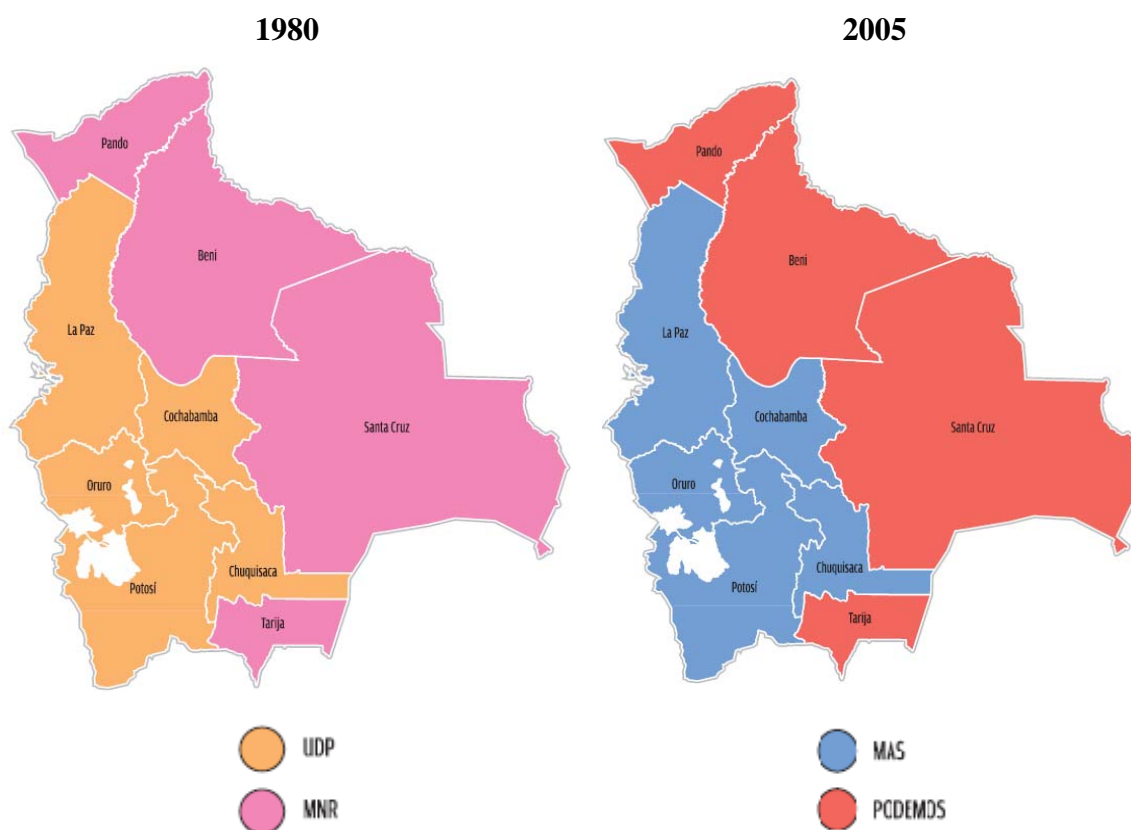 1980
Pando
Beni
La Paz
Cochabamba
Santa Cruz
Oruro
Chuquisaca
Potosí
Tarija
UDP
MNR
2005
Pando
Beni
La Paz
Cochabamba
Santa Cruz
Oruro
Chuquisaca
Potosí
Tarija
MAS
PODEMOS